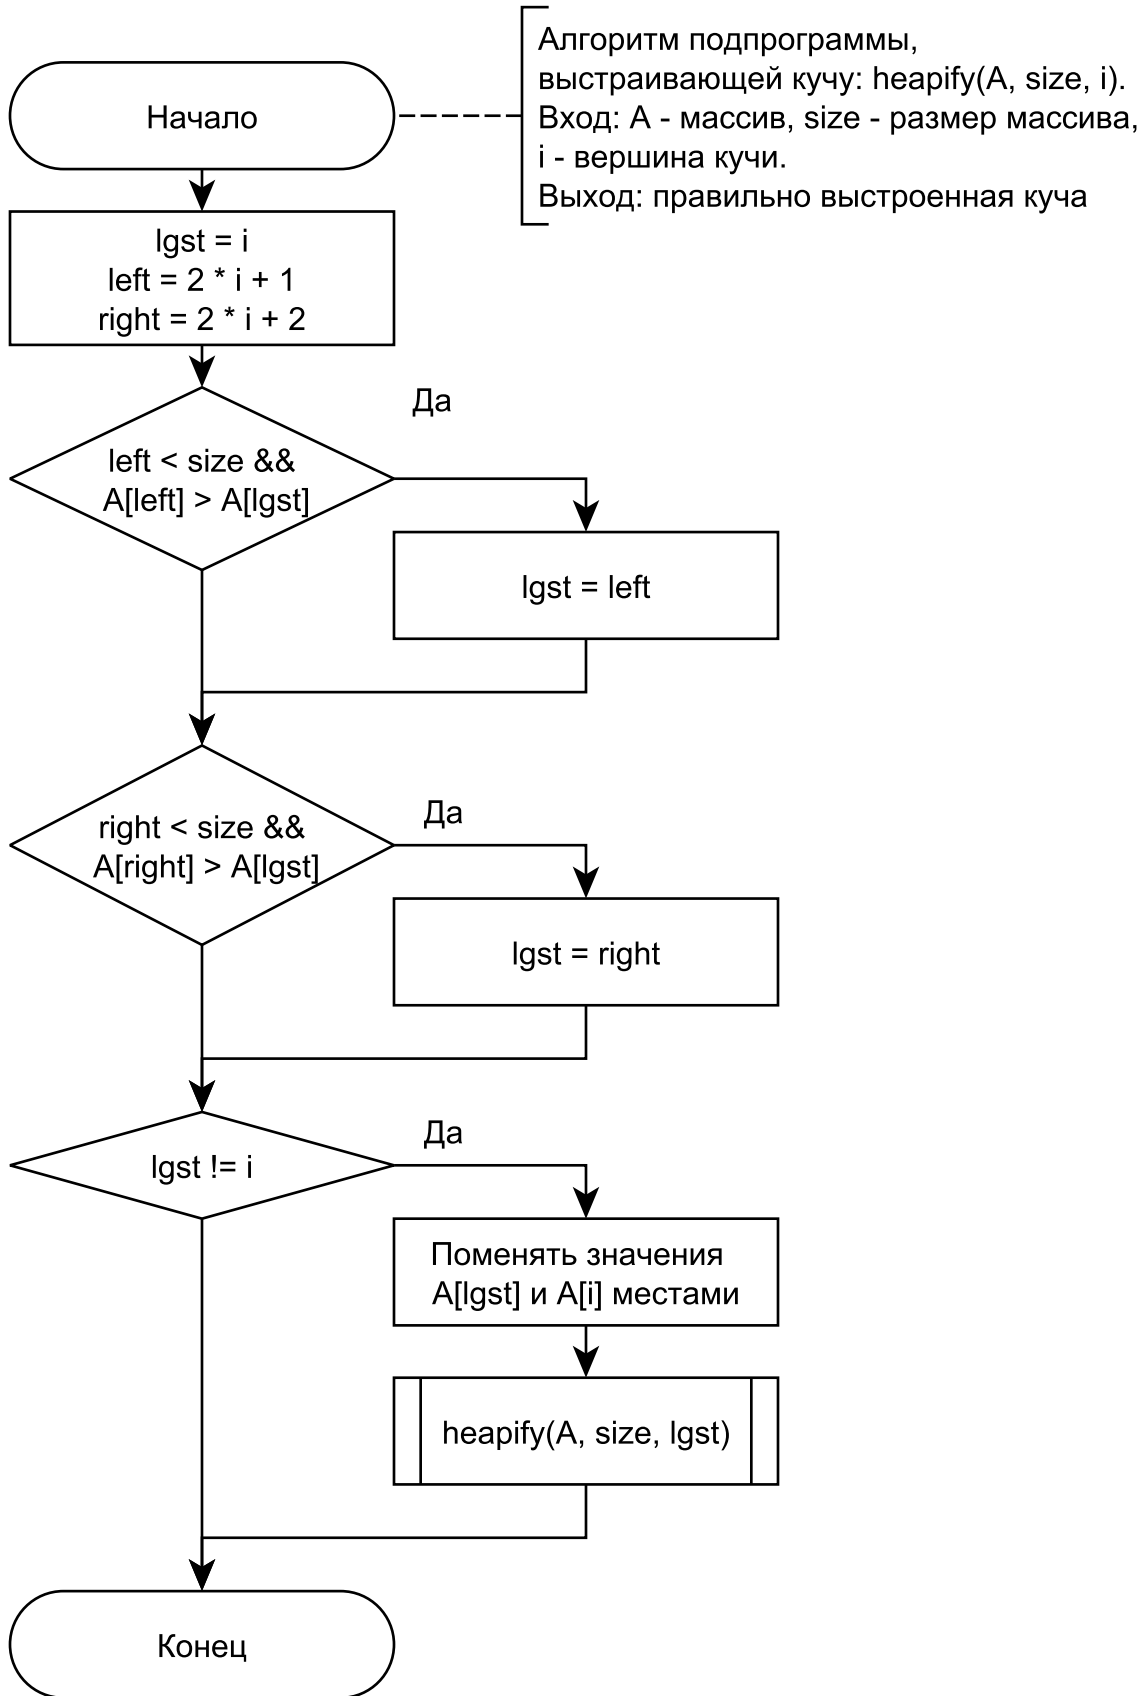 Алгоритм подпрограммы,
выстраивающей кучу: heapify(A, size, i).
Вход: A - массив, size - размер массива,
i - вершина кучи.
Выход: правильно выстроенная куча
Начало
lgst = i
left = 2 * i + 1
right = 2 * i + 2
Да
left < size &&
A[left] > A[lgst]
lgst = left
Да
right < size &&
A[right] > A[lgst]
lgst = right
Да
lgst != i
Поменять значения
A[lgst] и A[i] местами
heapify(A, size, lgst)
Конец